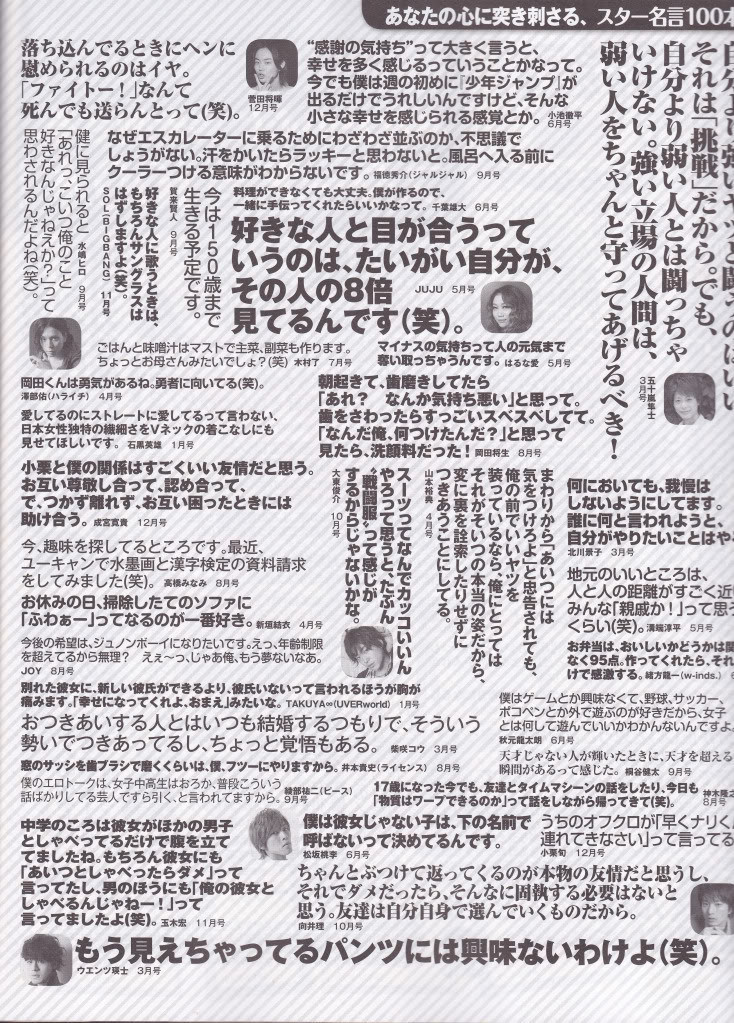 あなたの心に突き刺さる、スター名言100本
落ち込んでるときにヘンに
慰められるのはイヤ。
「ファイトー！」なんて
死んでも送らんとって(笑)。
菅田将暉
12月号
“感謝の気持ち”って大きく言うと、
幸せを多く感じるっていうことかなって。
今でも僕は週の初めに『少年ジャンプ』が
出るだけでうれしいんですけど、そんな
小さな幸せを感じられる感覚とか。 小池徹平
6月号
それは「挑戦」だから。でも、
自分より弱い人とは闘っちゃ
いけない。強い立場の人間は、
弱い人をちゃんと守ってあげるべき！
五十嵐隼士
3月号
なぜエスカレーターに乗るためにわざわざ並ぶのか、不思議で
しょうがない。汗をかいたらラッキーと思わないと。風呂へ入る前に
クーラーつける意味がわからないです。 福徳秀介(ジャルジャル) 9月号
健に見られると 水嶋ヒロ 9月号
「あれっ、こいつ俺のこと
好きなんじゃねえか？」って
思わされるんだよね(笑)。
好きな人に歌うときは、
もちろんサングラスは
はずしますよ(笑)。
SOL(BIGBANG) 11月号
今は150歳まで
生きる予定です。
賀来賢人 9月号
料理ができなくても大丈夫。僕が作るので、
一緒に手伝ってくれたらいいかなって。 千葉雄大 6月号
好きな人と目が合うって
いうのは、たいがい自分が、
その人の8倍 JUJU 5月号
見てるんです(笑)。
ごはんと味噌汁はマストで主菜、副菜も作ります。
ちょっとお母さんみたいでしょ？(笑) 木村了 7月号
マイナスの気持ちって人の元気まで
奪い取っちゃうんです。 はるな愛 5月号
岡田くんは勇気があるね。勇者に向いてる(笑)。
澤部佑(ハライチ) 4月号
愛してるのにストレートに愛してるって言わない、
日本女性独特の繊細さをVネックの着こなしにも
見せてほしいです。 石黒英雄 1月号
朝起きて、歯磨きしてたら
「あれ？ なんか気持ち悪い」と思って。
歯をさわったらすっごいスベスベしてて。
「なんだ俺、何つけたんだ？」と思って
見たら、洗顔料だった！ 岡田将生 8月号
小栗と僕の関係はすごくいい友情だと思う。
お互い尊敬し合って、認め合って、
で、つかず離れず、お互い困ったときには
助け合う。 成宮寛貴 12月号
今、趣味を探してるところです。最近、
ユーキャンで水墨画と漢字検定の資料請求
をしてみました(笑)。 高橋みなみ 8月号
お休みの日、掃除したてのソファに
「ふわぁー」ってなるのが一番好き。 新垣結衣 4月号
今後の希望は、ジュノンボーイになりたいです。えっ、年齢制限
を超えてるから無理？ えぇ〜っ、じゃあ俺、もう夢ないなあ。
JOY 8月号
スーツってなんでカッコいいん
やろって思うと、たぶん
“戦闘服”って感じが
するからじゃないかな。
大東俊介 10月号
まわりから「あいつには
気をつけろよ」と忠告されても、
俺の前でいいヤツを
装っているなら、俺にとっては
それがそいつの本当の姿だから、
変に裏を詮索したりせずに
つきあうことにしてる。
山本裕典 4月号
何においても、我慢は
しないようにしてます。
誰に何と言われようと、
自分がやりたいことはや
北川景子 3月号
地元のいいところは、
人と人の距離がすごく近い
みんな「親戚か！」って思う
くらい(笑)。 溝端淳平 5月号
お弁当は、おいしいかどうかは関
なく95点。作ってくれたら、それ
けで感激する。 緒方龍一(w-inds.)
別れた彼女に、新しい彼氏ができるより、彼氏いないって言われるほうが胸が
痛みます。「幸せになってくれよ、おまえ」みたいな。 TAKUYA∞(UVERworld) 1月号
おつきあいする人とはいつも結婚するつもりで、そういう
勢いでつきあってるし、ちょっと覚悟もある。 柴咲コウ 3月号
僕はゲームとか興味なくて、野球、サッカー、
ポコペンとか外で遊ぶのが好きだから、女子
とは何して遊んでいいかわかんないんですよ。
秋元龍太朗 6月号
窓のサッシを歯ブラシで磨くくらいは、僕、フツーにやりますから。 井本貴史(ライセンス) 8月号
天才じゃない人が輝いたときに、天才を超える
瞬間があるって感じた。 桐谷健太 9月号
僕のエロトークは、女子中高生はおろか、普段こういう
話ばかりしてる芸人ですら引く、と言われてますから。 綾部祐二(ピース)
9月号
17歳になった今でも、友達とタイムマシーンの話をしたり、今日も
「物質はワープできるのか」って話をしながら帰ってきて(笑)。 神木隆之
8月号
中学のころは彼女がほかの男子
としゃべってるだけで腹を立て
てましたね。もちろん彼女にも
「あいつとしゃべったらダメ」って
言ってたし、男のほうにも「俺の彼女と
しゃべるんじゃねー！」って
言ってましたよ(笑)。 玉木宏 11月号
僕は彼女じゃない子は、下の名前で
呼ばないって決めてるんです。
松坂桃李 6月号
うちのオフクロが「早くナリくん
連れてきなさい」って言ってる
小栗旬 12月号
ちゃんとぶつけて返ってくるのが本物の友情だと思うし、
それでダメだったら、そんなに固執する必要はないと
思う。友達は自分自身で選んでいくものだから。
向井理 10月号
もう見えちゃってるパンツには興味ないわけよ(笑)。
ウエンツ瑛士 3月号